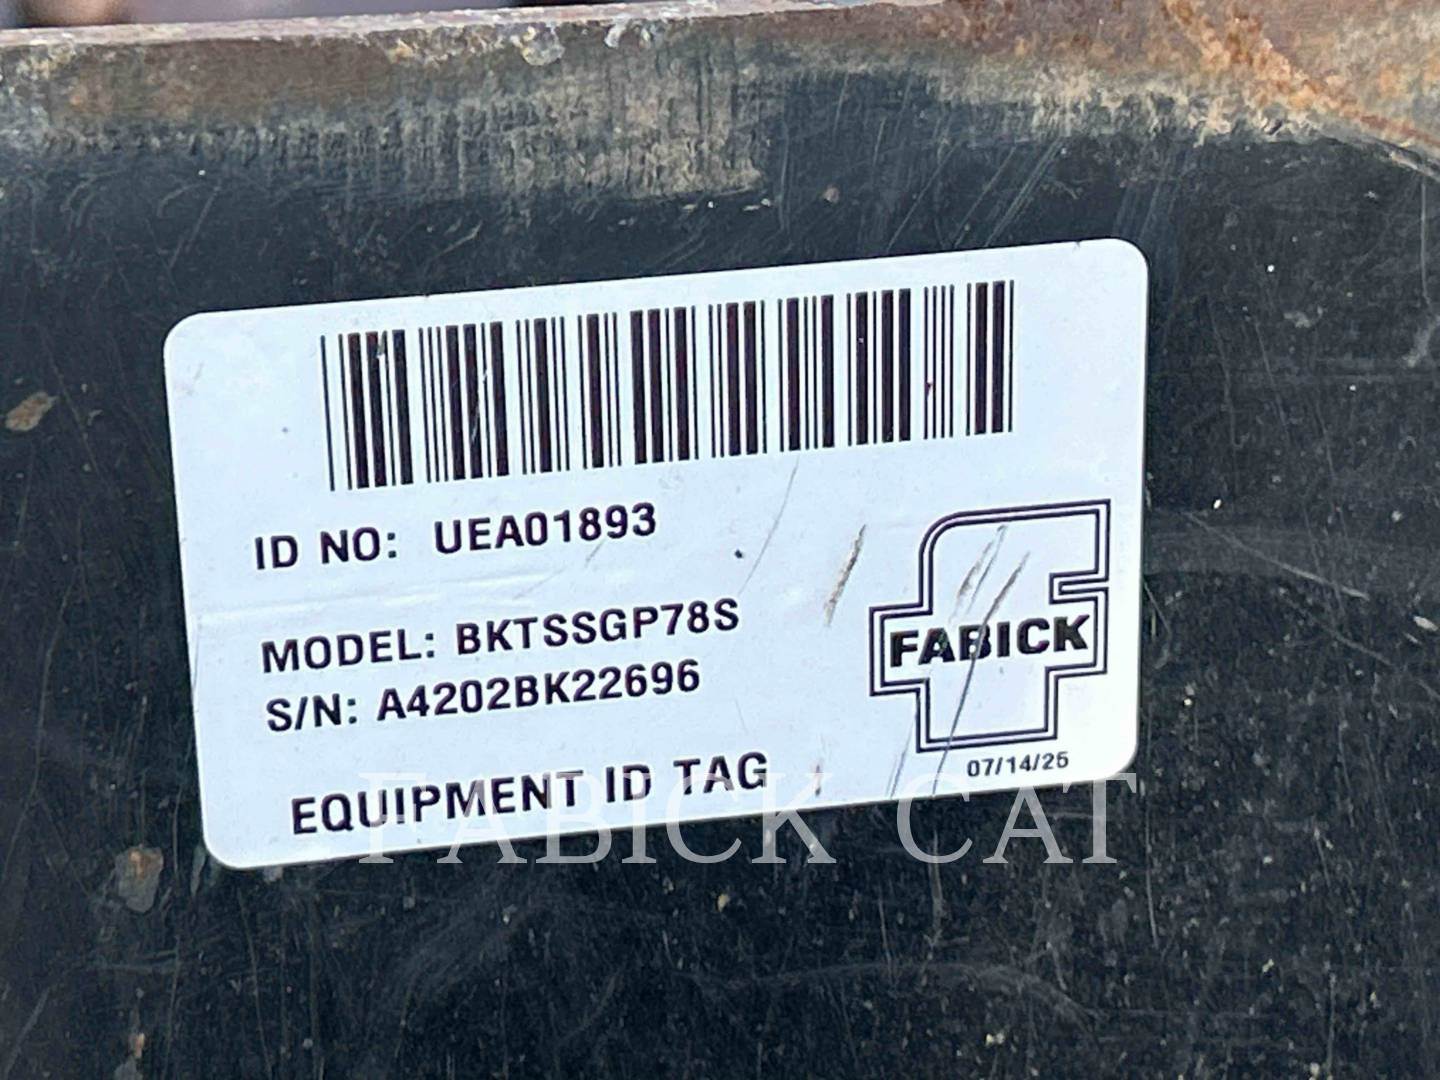 ID NO: UEA01893
MODEL: BKTSSGP78S
S/N: A4202BK22696
FABICK
07/14/25
EQUIPMENT ID TAG
FABICK CAT